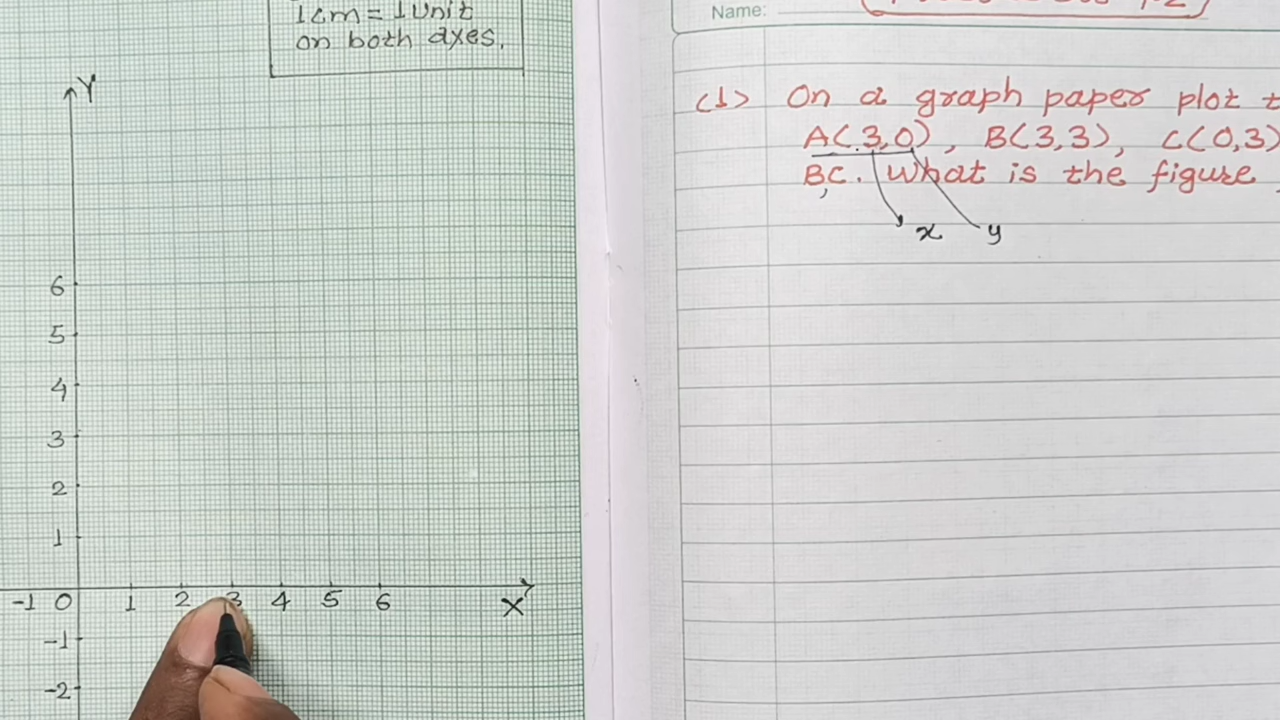 1cm = 1 Unit
on both axes.
Y
6
5
4
3
2
1
-1 0 1 2 3 4 5 6 X
-1
-2
Name:
(1) On a graph paper plot
A(3,0), B(3,3), C(0,3)
BC. What is the figure
x y